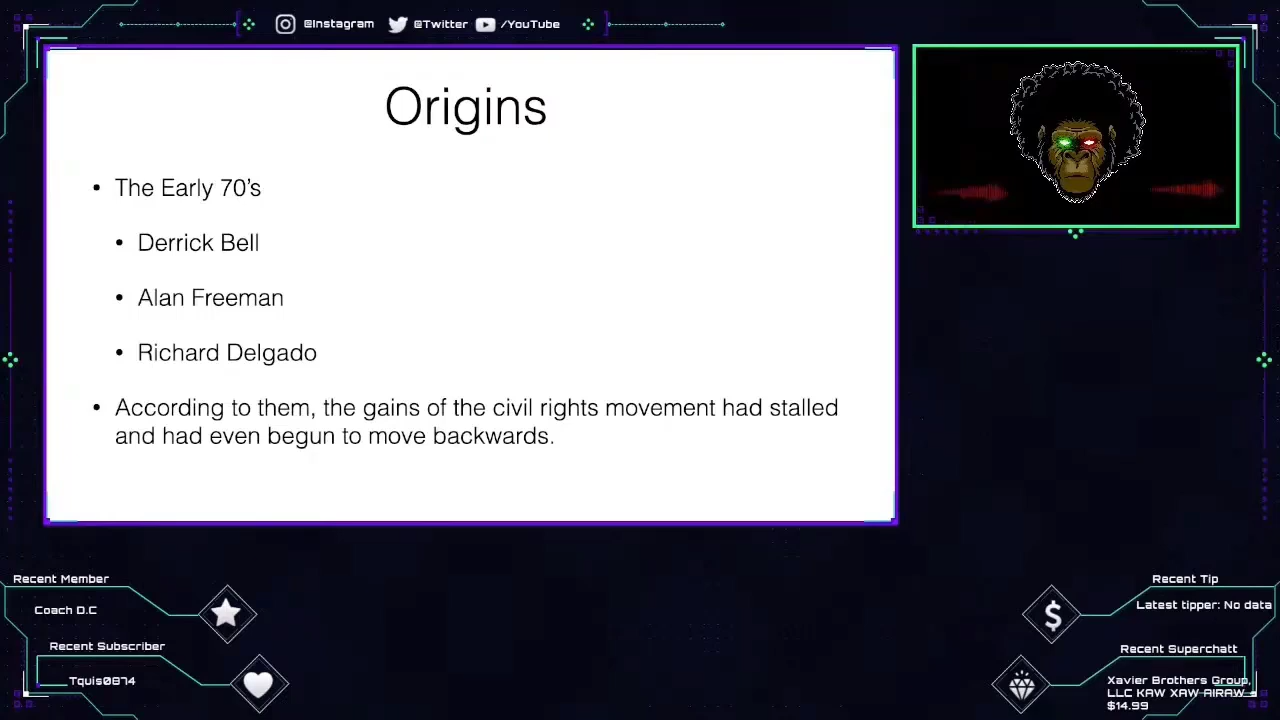 @Instagram @Twitter /YouTube
Origins
• The Early 70's
• Derrick Bell
• Alan Freeman
• Richard Delgado
• According to them, the gains of the civil rights movement had stalled
and had even begun to move backwards.
Recent Member
Coach D.C
Recent Subscriber
Tquis0874
Recent Tip
Latest tipper: No data
Recent Superchatt
Xavier Brothers Group,
LLC KAW XAW AIRAW -
$14.99